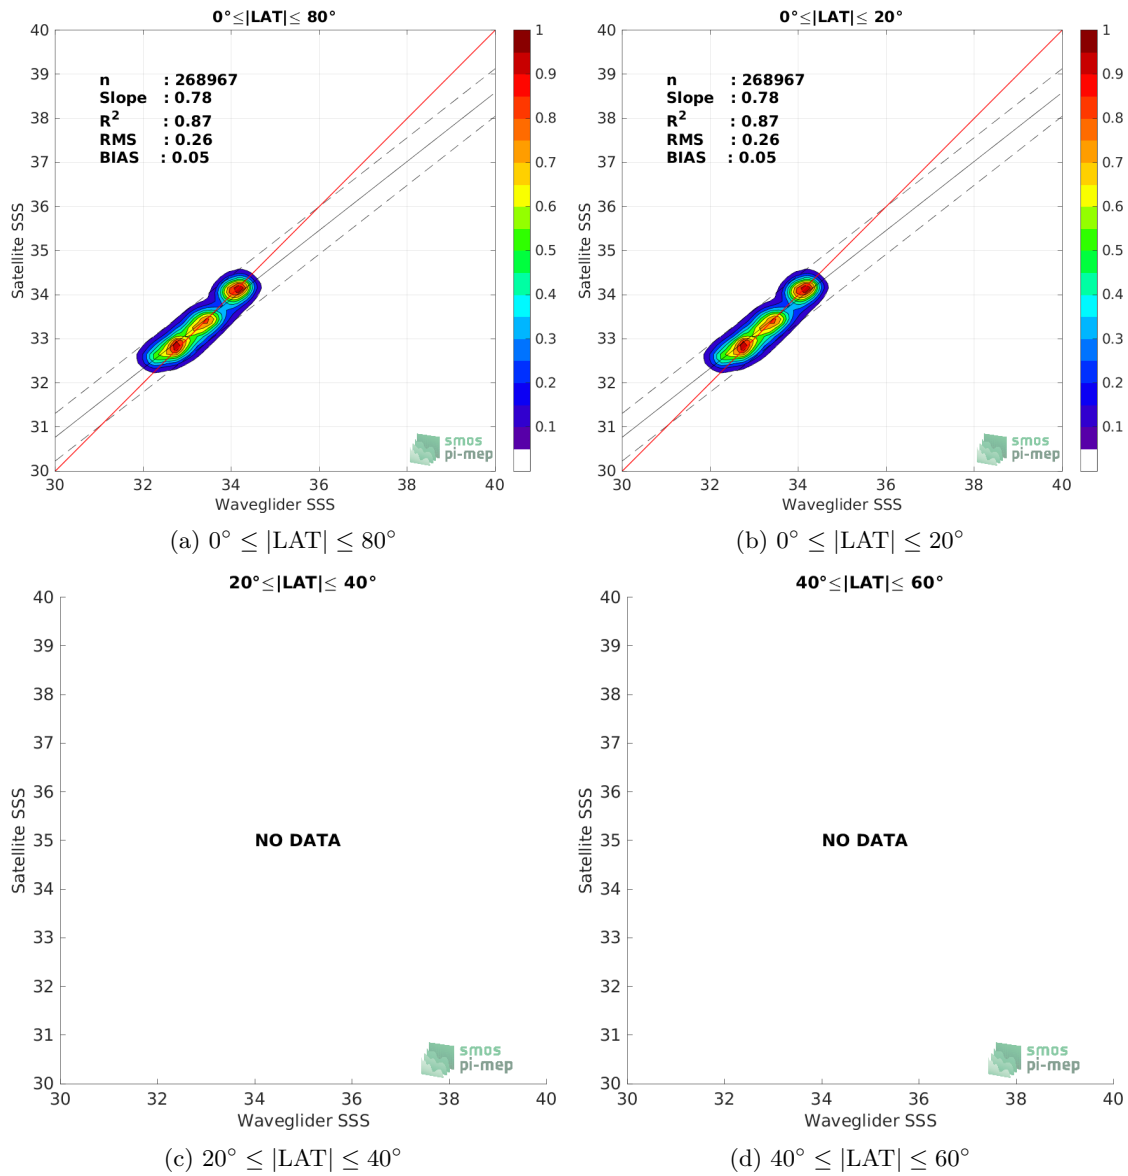 0°≤|LAT|≤ 80°
40
39
38
37
36
35
34
33
32
31
30
Satellite SSS
n : 268967
Slope : 0.78
R2 : 0.87
RMS : 0.26
BIAS : 0.05
smos
pi-mep
30 32 34 36 38 40
Waveglider SSS
1
0.9
0.8
0.7
0.6
0.5
0.4
0.3
0.2
0.1
(a) 0° ≤ |LAT| ≤ 80°
0°≤|LAT|≤ 20°
40
39
38
37
36
35
34
33
32
31
30
Satellite SSS
n : 268967
Slope : 0.78
R2 : 0.87
RMS : 0.26
BIAS : 0.05
smos
pi-mep
30 32 34 36 38 40
Waveglider SSS
1
0.9
0.8
0.7
0.6
0.5
0.4
0.3
0.2
0.1
(b) 0° ≤ |LAT| ≤ 20°
20°≤|LAT|≤ 40°
40
39
38
37
36
35
34
33
32
31
30
Satellite SSS
NO DATA
smos
pi-mep
30 32 34 36 38 40
Waveglider SSS
(c) 20° ≤ |LAT| ≤ 40°
40°≤|LAT|≤ 60°
40
39
38
37
36
35
34
33
32
31
30
Satellite SSS
NO DATA
smos
pi-mep
30 32 34 36 38 40
Waveglider SSS
(d) 40° ≤ |LAT| ≤ 60°